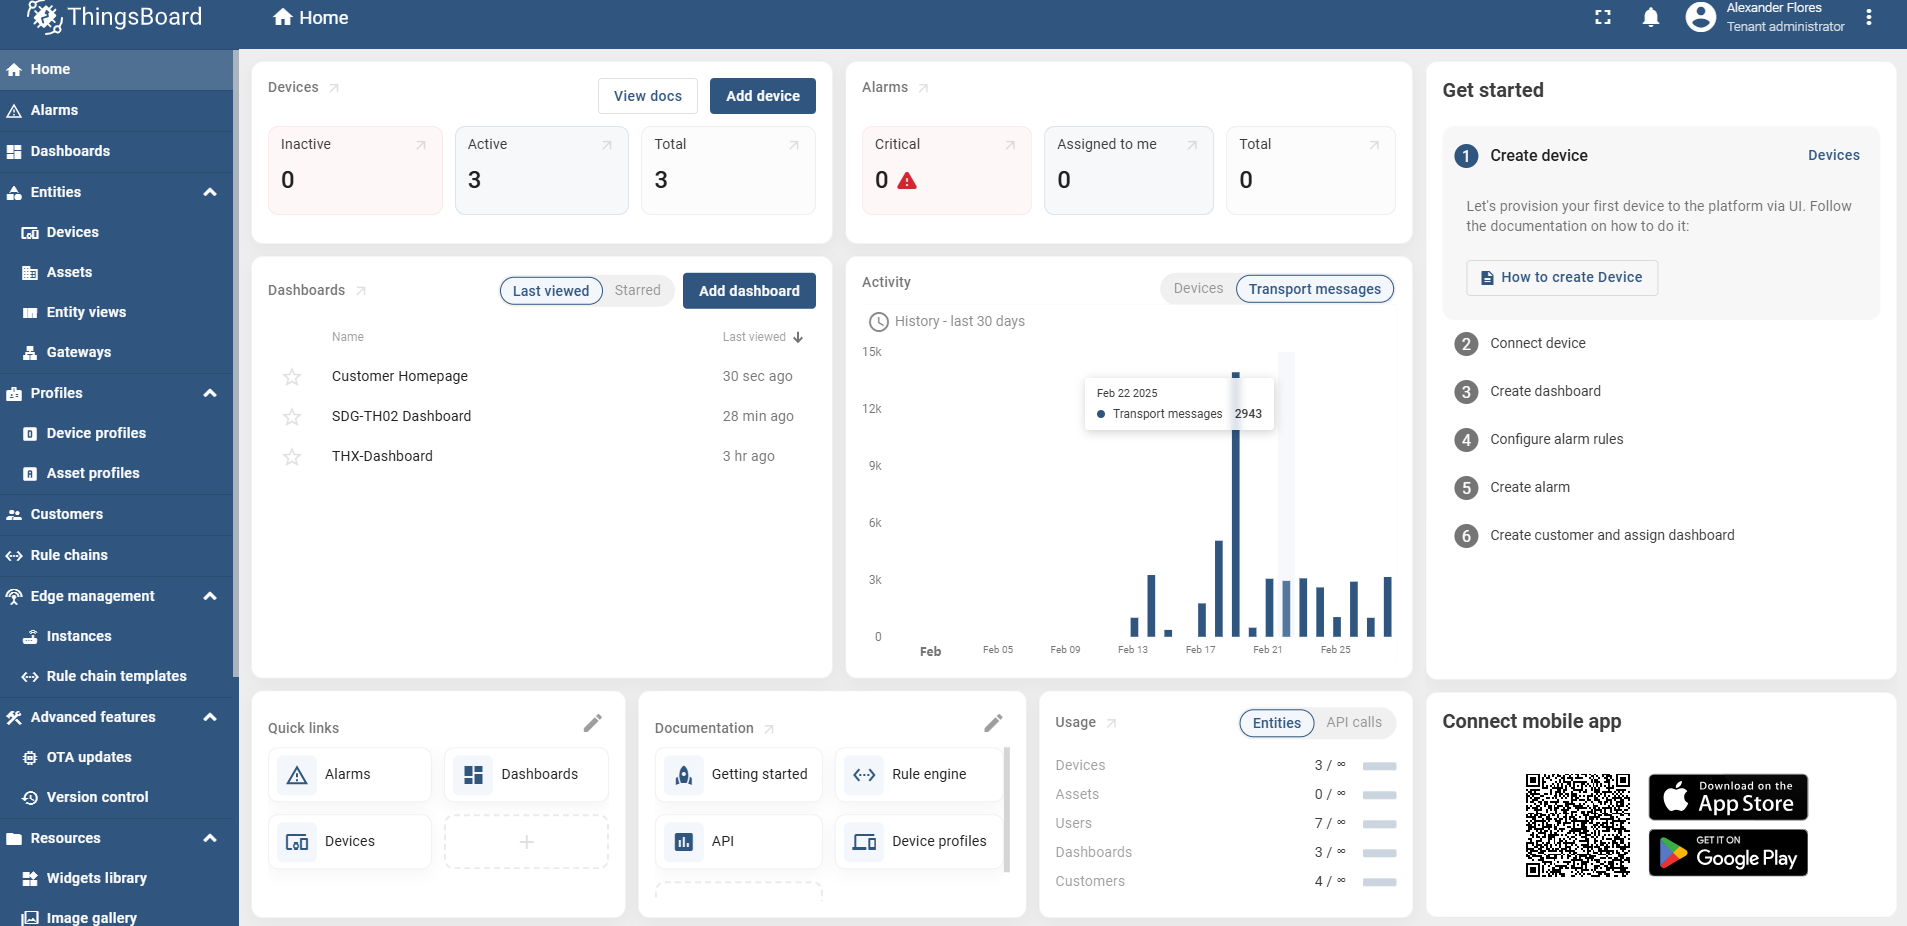 ThingsBoard
Home
Alexander Flores
Tenant administrator
Home
Alarms
Dashboards
Entities
Devices
Assets
Entity views
Gateways
Profiles
Device profiles
Asset profiles
Customers
Rule chains
Edge management
Instances
Rule chain templates
Advanced features
OTA updates
Version control
Resources
Widgets library
Image gallery
Devices
View docs
Add device
Inactive
0
Active
3
Total
3
Alarms
Critical
0
Assigned to me
0
Total
0
Dashboards
Last viewed
Starred
Add dashboard
Name
Last viewed
Customer Homepage
30 sec ago
SDG-TH02 Dashboard
28 min ago
THX-Dashboard
3 hr ago
Activity
Devices
Transport messages
History - last 30 days
15k
12k
9k
6k
3k
0
Feb 22 2025
Transport messages 2943
Feb
Feb 05
Feb 09
Feb 13
Feb 17
Feb 21
Feb 25
Get started
1
Create device
Devices
Let's provision your first device to the platform via UI. Follow
the documentation on how to do it:
How to create Device
2
Connect device
3
Create dashboard
4
Configure alarm rules
5
Create alarm
6
Create customer and assign dashboard
Quick links
Alarms
Dashboards
Devices
Documentation
Getting started
Rule engine
API
Device profiles
Usage
Entities
API calls
Devices 3 / ∞
Assets 0 / ∞
Users 7 / ∞
Dashboards 3 / ∞
Customers 4 / ∞
Connect mobile app
Download on the
App Store
GET IT ON
Google Play